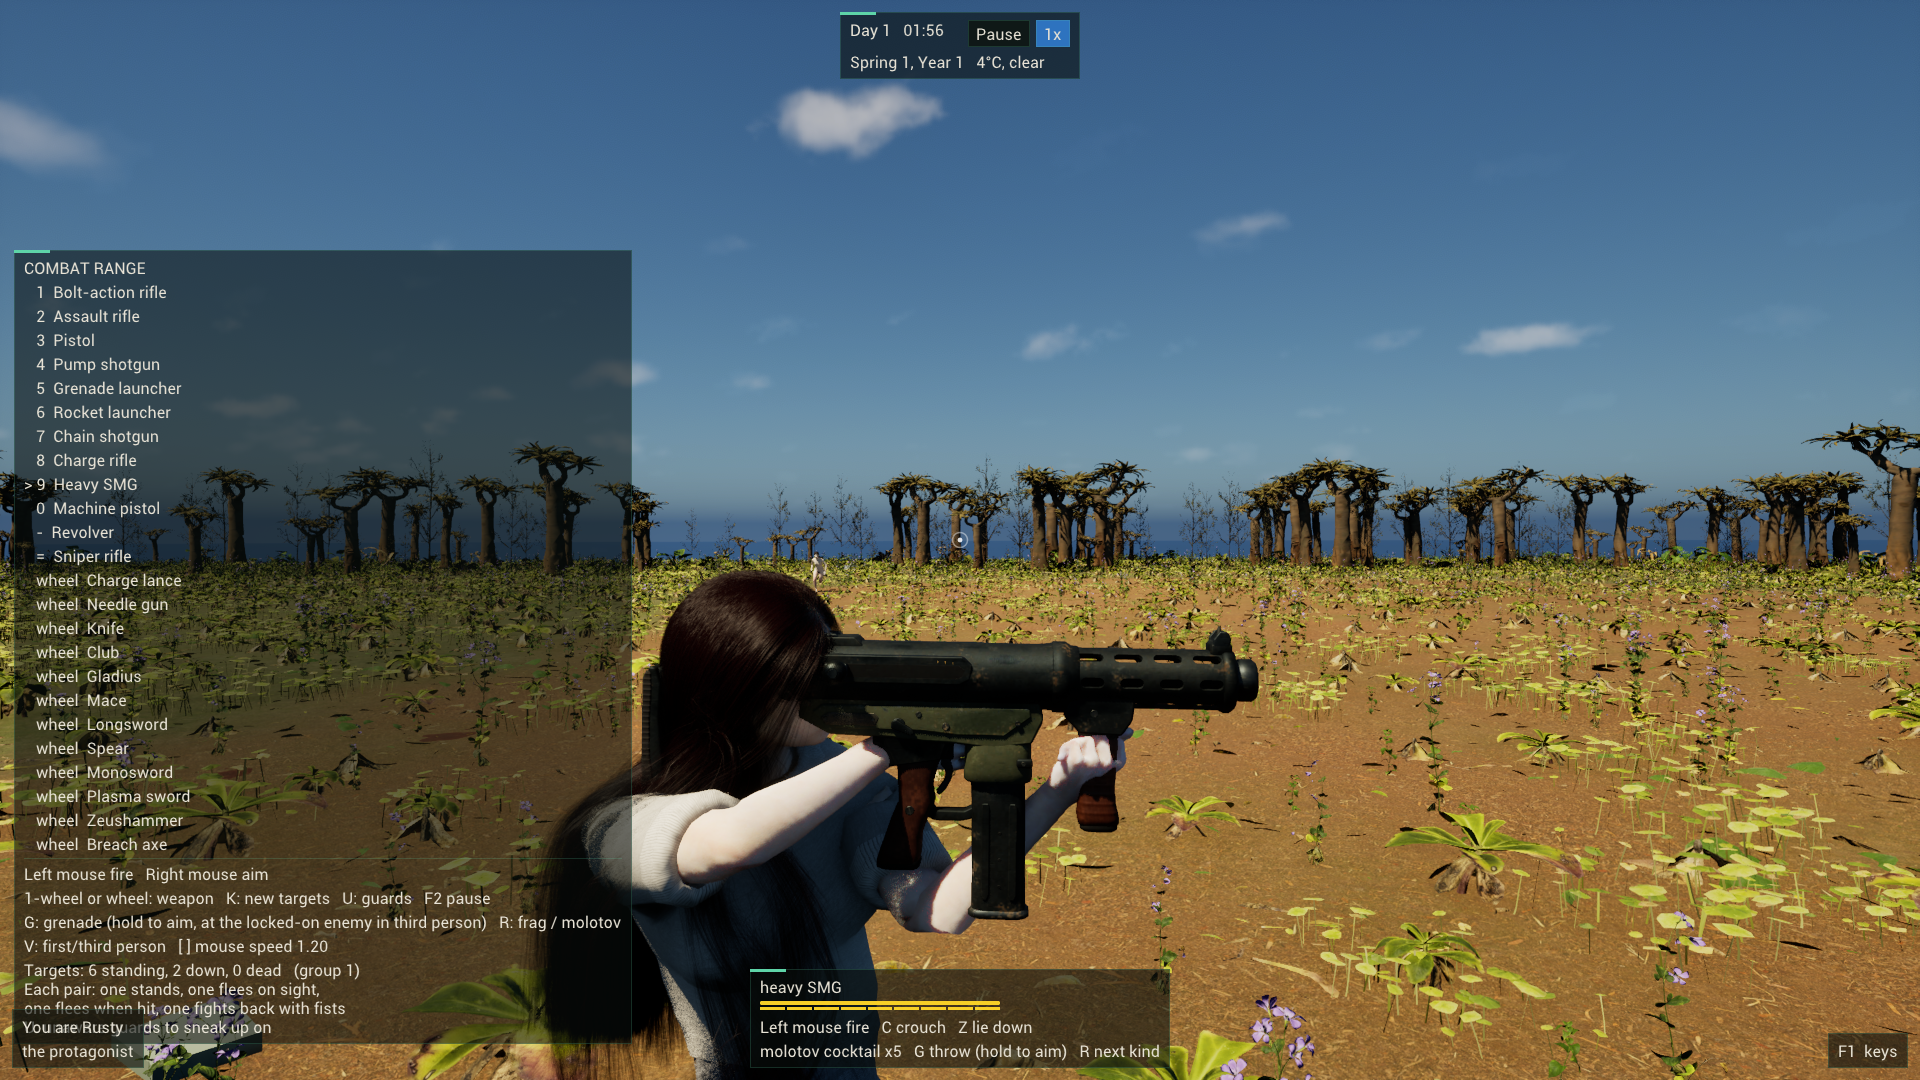 Day 1 01:56 Pause 1x
Spring 1, Year 1 4°C, clear
COMBAT RANGE
1 Bolt-action rifle
2 Assault rifle
3 Pistol
4 Pump shotgun
5 Grenade launcher
6 Rocket launcher
7 Chain shotgun
8 Charge rifle
> 9 Heavy SMG
0 Machine pistol
- Revolver
= Sniper rifle
wheel Charge lance
wheel Needle gun
wheel Knife
wheel Club
wheel Gladius
wheel Mace
wheel Longsword
wheel Spear
wheel Monosword
wheel Plasma sword
wheel Zeushammer
wheel Breach axe
Left mouse fire Right mouse aim
1-wheel or wheel: weapon K: new targets U: guards F2 pause
G: grenade (hold to aim, at the locked-on enemy in third person) R: frag / molotov
V: first/third person [ ] mouse speed 1.20
Targets: 6 standing, 2 down, 0 dead (group 1)
Each pair: one stands, one flees on sight,
one flees when hit, one fights back with fists
ds to sneak up on
You are Rusty
the protagonist
heavy SMG
Left mouse fire C crouch Z lie down
molotov cocktail x5 G throw (hold to aim) R next kind
F1 keys